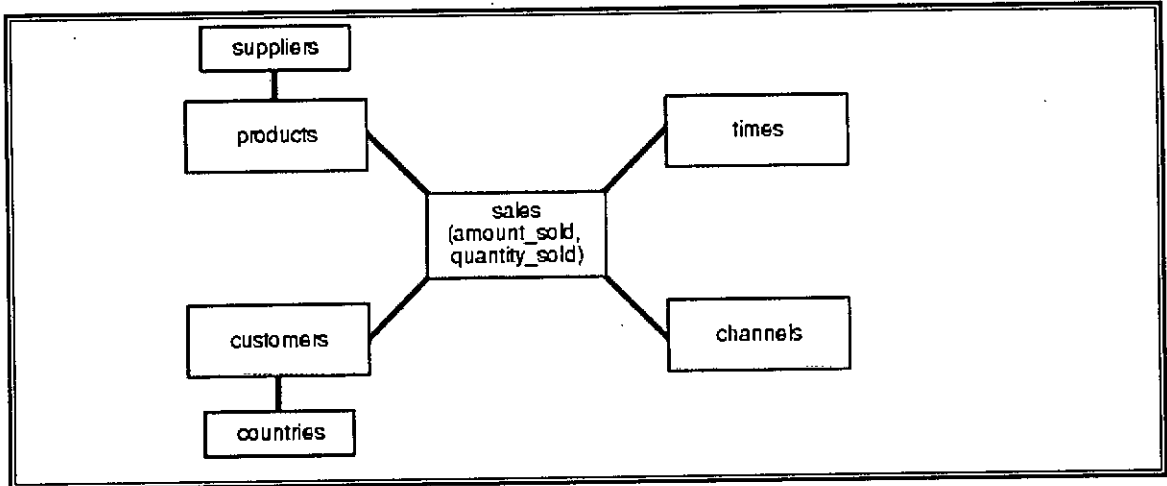 suppliers
products
times
sales
(amount_sold,
quantity_sold)
customers
channels
countries